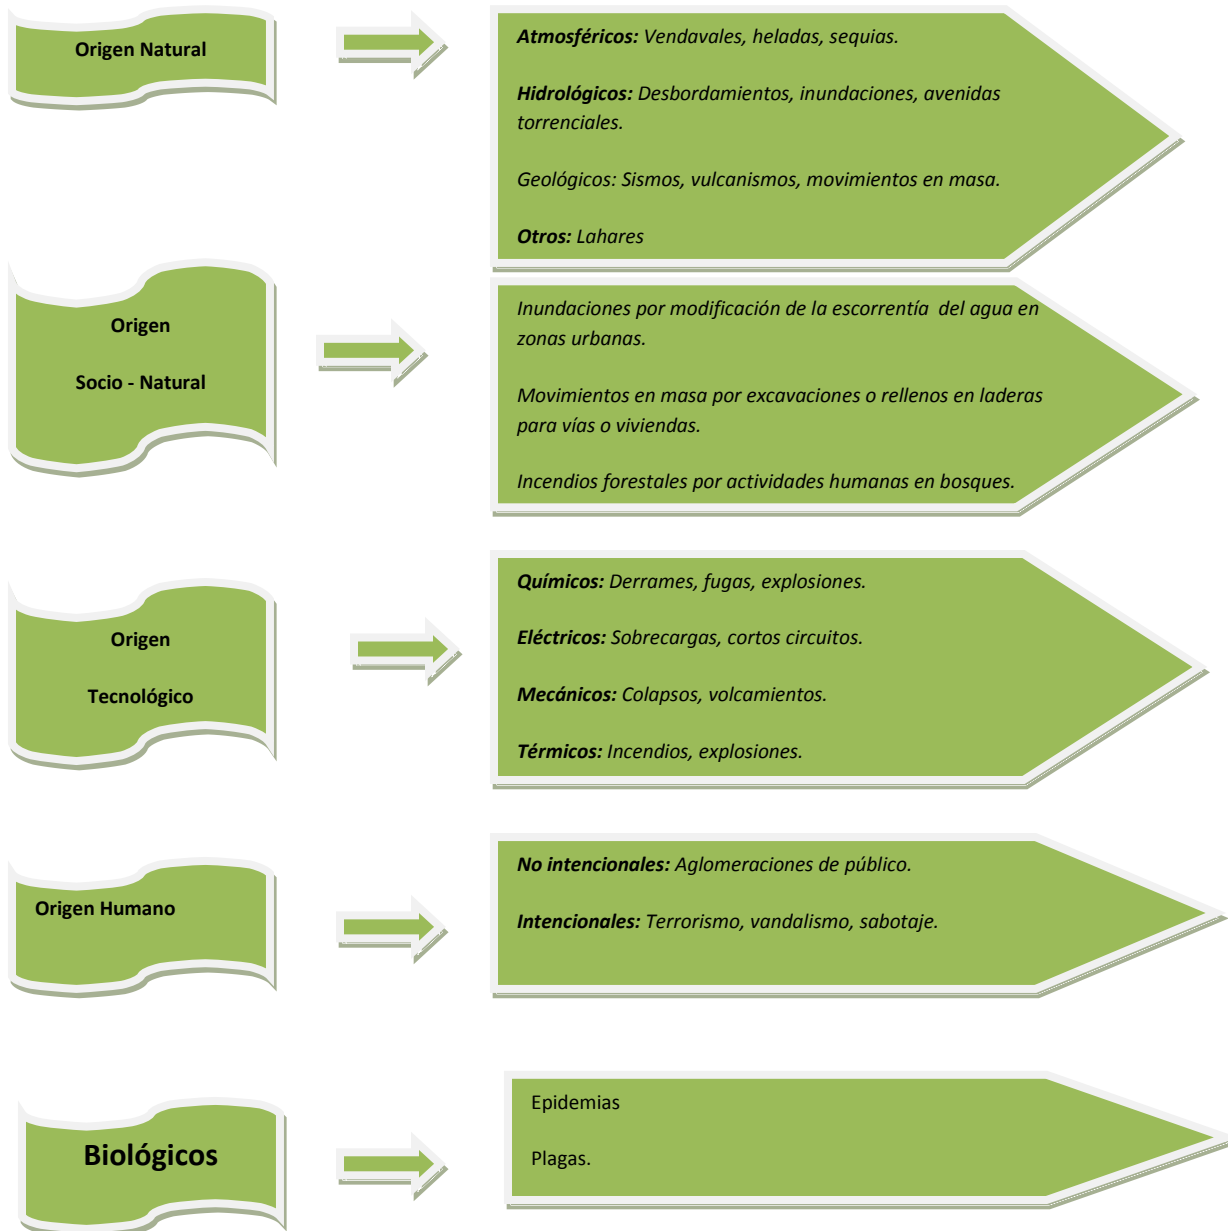 Origen Natural
Atmosféricos: Vendavales, heladas, sequias.
Hidrológicos: Desbordamientos, inundaciones, avenidas
torrenciales.
Geológicos: Sismos, vulcanismos, movimientos en masa.
Otros: Lahares
Origen
Socio - Natural
Inundaciones por modificación de la escorrentía  del agua en
zonas urbanas.
Movimientos en masa por excavaciones o rellenos en laderas
para vías o viviendas.
Incendios forestales por actividades humanas en bosques.
Origen
Tecnológico
Químicos: Derrames, fugas, explosiones.
Eléctricos: Sobrecargas, cortos circuitos.
Mecánicos: Colapsos, volcamientos.
Térmicos: Incendios, explosiones.
Origen Humano
No intencionales: Aglomeraciones de público.
Intencionales: Terrorismo, vandalismo, sabotaje.
Biológicos
Epidemias
Plagas.